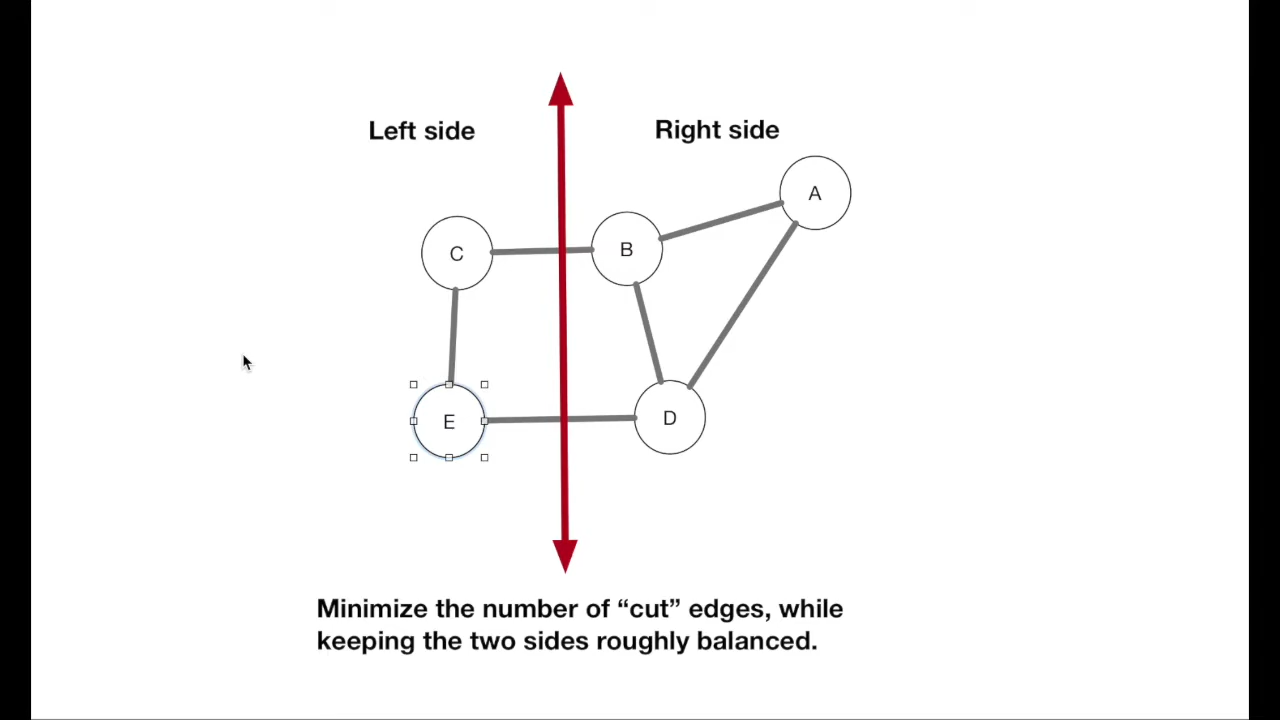 Left side
Right side
A
C
B
E
D
Minimize the number of “cut” edges, while
keeping the two sides roughly balanced.